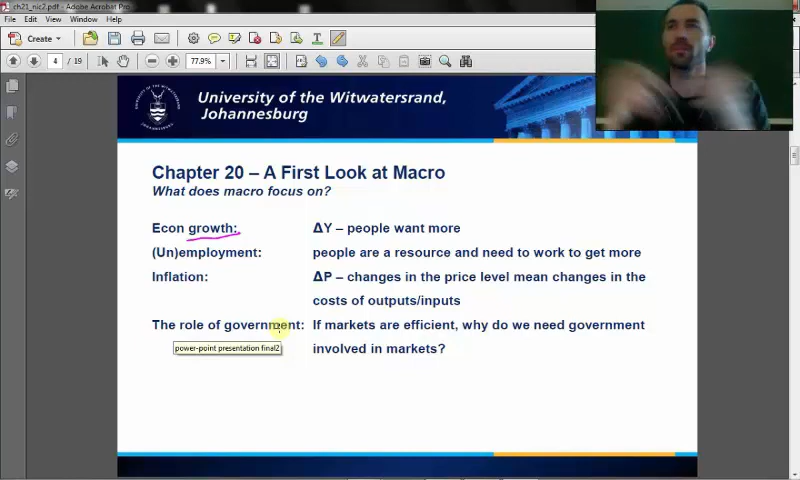 ch21_nic2.pdf - Adobe Acrobat Pro
File Edit View Window Help
Create
4 / 19 77.9%
University of the Witwatersrand,
Johannesburg
Chapter 20 – A First Look at Macro
What does macro focus on?
Econ growth: ΔY – people want more
(Un)employment: people are a resource and need to work to get more
Inflation: ΔP – changes in the price level mean changes in the
costs of outputs/inputs
The role of government: If markets are efficient, why do we need government
involved in markets?
power-point presentation final2